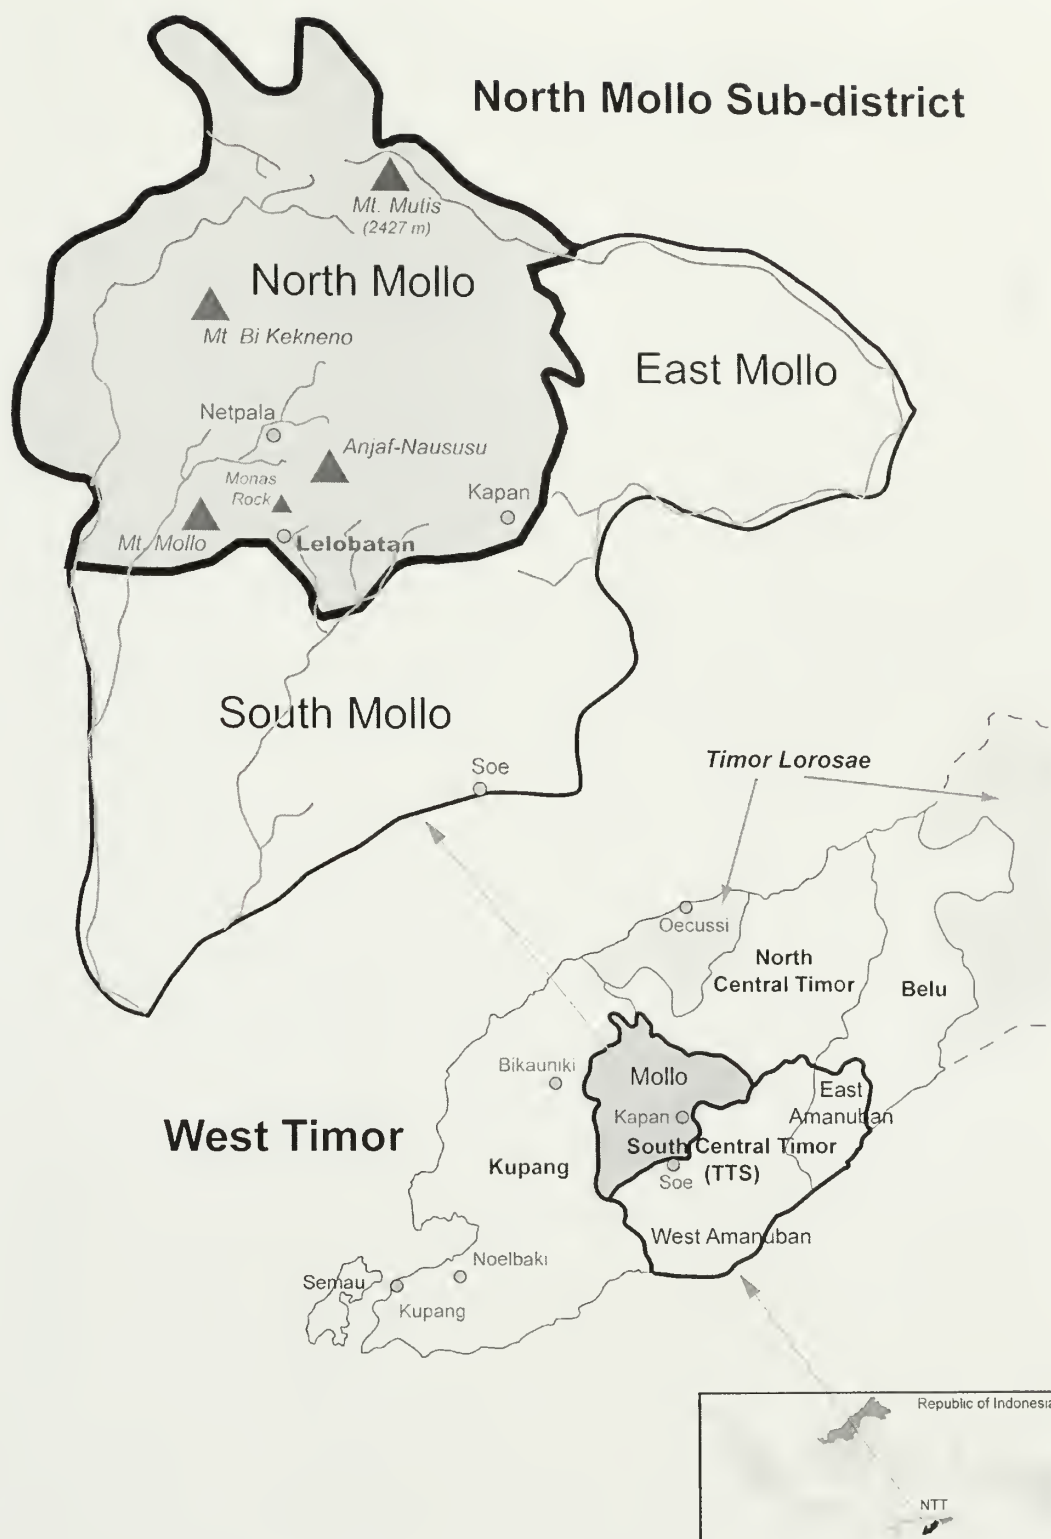 North Mollo Sub-district
Mt. Mutis
(2427 m)
North Mollo
Mt Bi Kekneno
East Mollo
Netpala
Anjaf-Naususu
Monas
Rock
Kapan
Mt. Mollo
Lelobatan
South Mollo
Soe
Timor Lorosae
Oecussi
North
Central Timor
Belu
Bikauniki
Mollo
East
Amanuban
Kapan
West Timor
South Central Timor
(TTS)
Kupang
Soe
West Amanuban
Noelbaki
Semau
Kupang
Republic of Indonesia
NTT